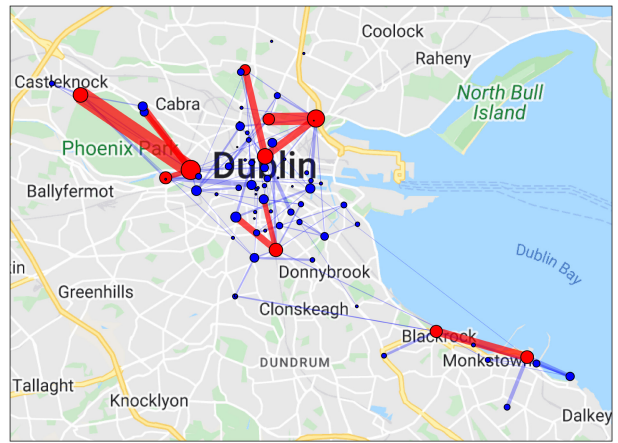 Coolock
Raheny
Castleknock
North Bull
Island
Cabra
Phoenix Park
Dublin
Ballyfermot
Dublin Bay
kin
Donnybrook
Greenhills
Clonskeagh
Blackrock
DUNDRUM
Monkstown
Tallaght
Knocklyon
Dalkey